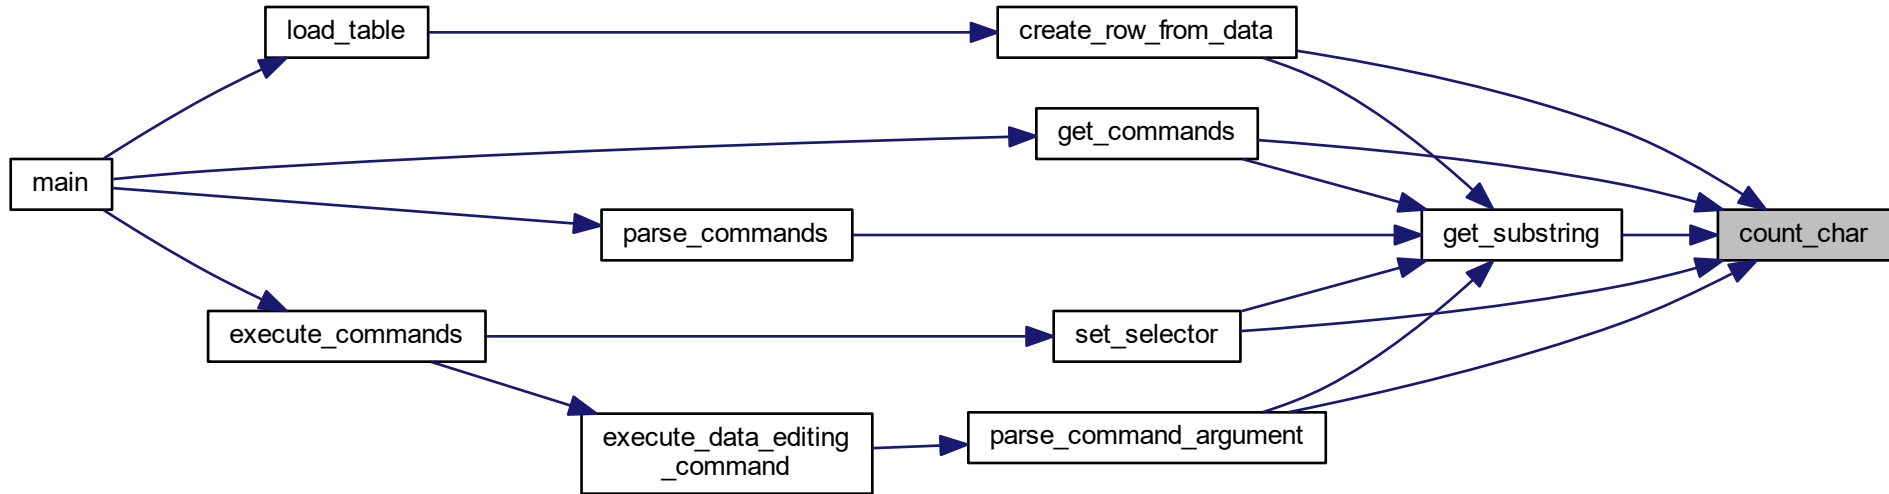 load_table
create_row_from_data
get_commands
main
parse_commands
get_substring
count_char
execute_commands
set_selector
execute_data_editing
_command
parse_command_argument